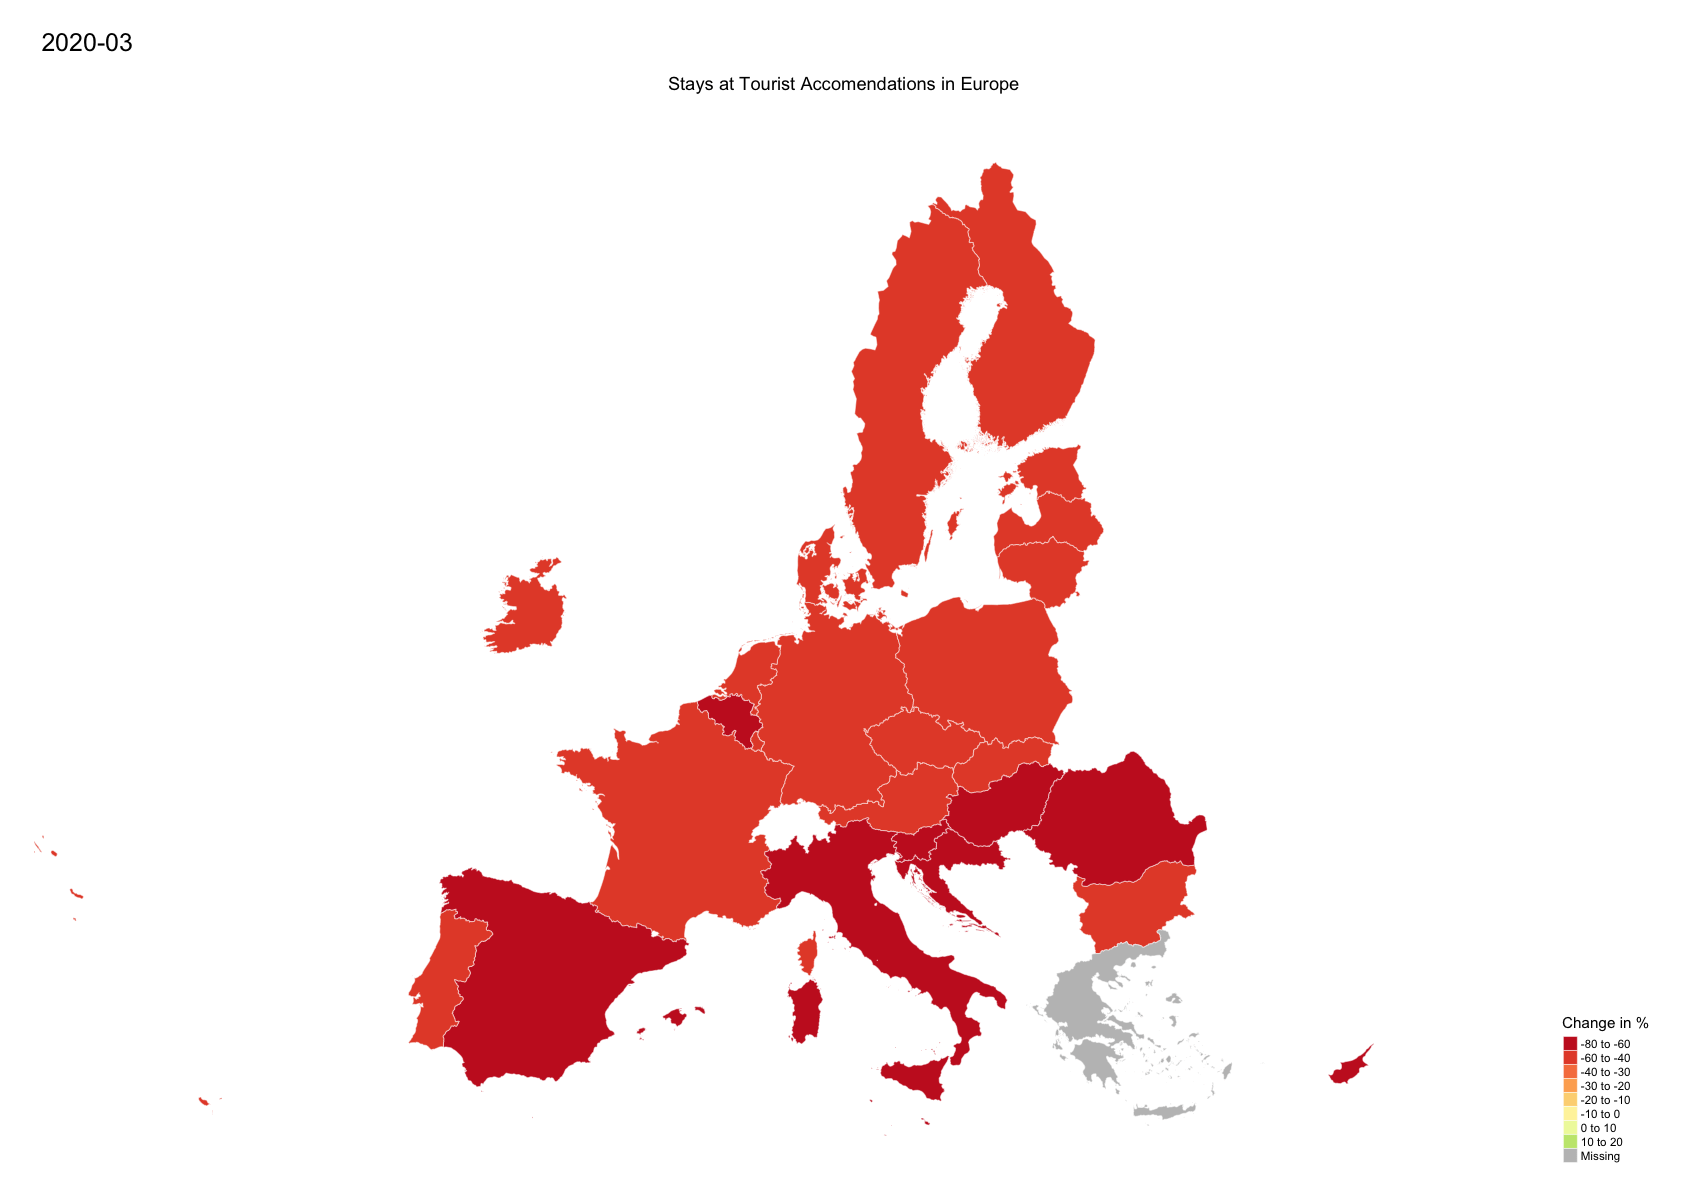 2020-03
Stays at Tourist Accomendations in Europe
Change in %
-80 to -60
-60 to -40
-40 to -30
-30 to -20
-20 to -10
-10 to 0
0 to 10
10 to 20
Missing